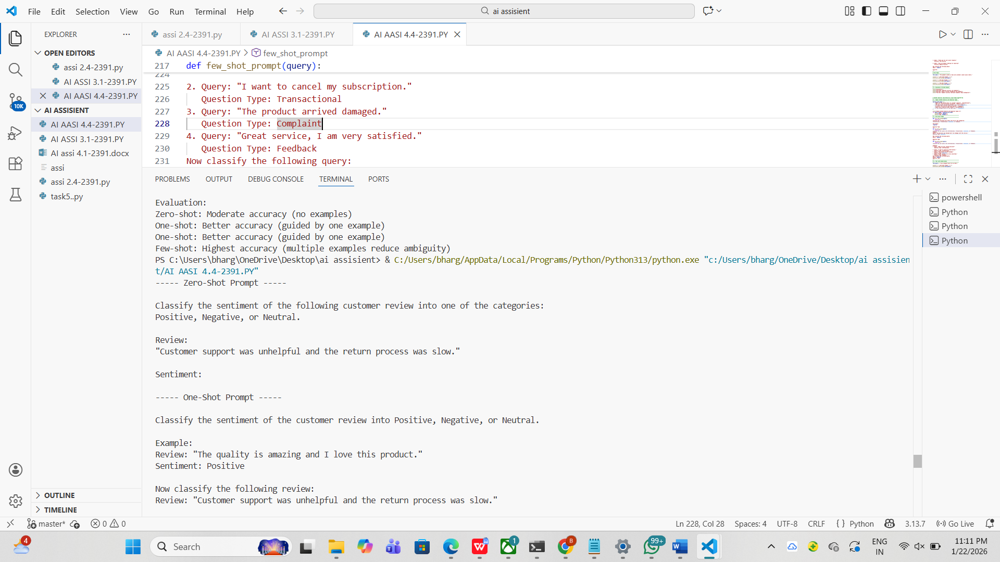 File Edit Selection View Go Run Terminal Help
ai assisient
EXPLORER
OPEN EDITORS
assi 2.4-2391.py
AI ASSI 3.1-2391.PY
AI AASI 4.4-2391.PY
10K
AI ASSISIENT
AI AASI 4.4-2391.PY
AI ASSI 3.1-2391.PY
AI assi 4.1-2391.docx
assi
assi 2.4-2391.py
task5..py
OUTLINE
TIMELINE
assi 2.4-2391.py
AI ASSI 3.1-2391.PY
AI AASI 4.4-2391.PY
AI AASI 4.4-2391.PY > few_shot_prompt
217 def few_shot_prompt(query):
224
225 2. Query: "I want to cancel my subscription."
226 Question Type: Transactional
227 3. Query: "The product arrived damaged."
228 Question Type: Complaint
229 4. Query: "Great service, I am very satisfied."
230 Question Type: Feedback
231 Now classify the following query:
PROBLEMS OUTPUT DEBUG CONSOLE TERMINAL PORTS
powershell
Python
Python
Python
Evaluation:
Zero-shot: Moderate accuracy (no examples)
One-shot: Better accuracy (guided by one example)
One-shot: Better accuracy (guided by one example)
Few-shot: Highest accuracy (multiple examples reduce ambiguity)
PS C:\Users\bharg\OneDrive\Desktop\ai assisient> & C:/Users/bharg/AppData/Local/Programs/Python/Python313/python.exe "c:/Users/bharg/OneDrive/Desktop/ai assisien
t/AI AASI 4.4-2391.PY"
----- Zero-Shot Prompt -----
Classify the sentiment of the following customer review into one of the categories:
Positive, Negative, or Neutral.
Review:
"Customer support was unhelpful and the return process was slow."
Sentiment:
----- One-Shot Prompt -----
Classify the sentiment of the customer review into Positive, Negative, or Neutral.
Example:
Review: "The quality is amazing and I love this product."
Sentiment: Positive
Now classify the following review:
Review: "Customer support was unhelpful and the return process was slow."
master* 0 0
Ln 228, Col 28 Spaces: 4 UTF-8 CRLF { } Python 3.13.7 Go Live
4
Search
1
B
99+
ENG
IN
11:11 PM
1/22/2026